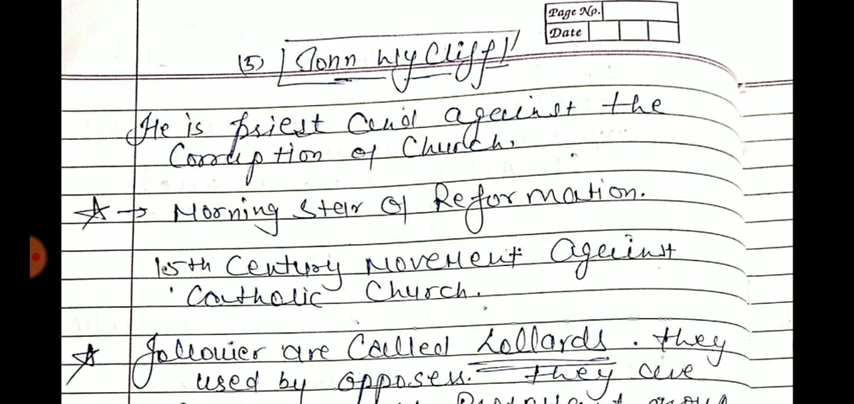 Page No.
Date
(5) John Wycliff
He is priest and against the
Corruption of Church.
→ Morning Star of Reformation.
15th Century Movement against
Catholic Church.
follower are called Lollards. they
used by opposers. They are